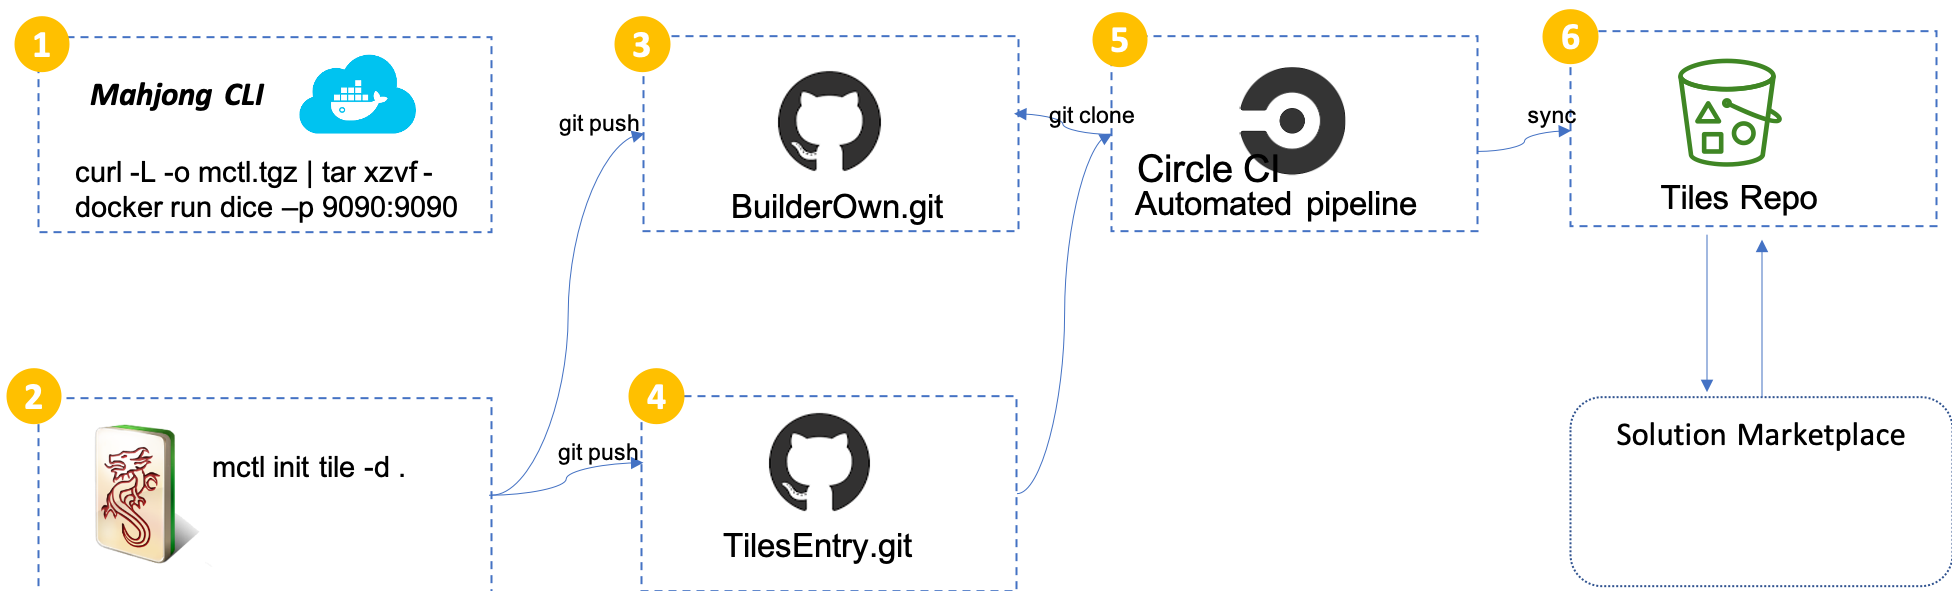 1
Mahjong CLI
curl -L -o mctl.tgz | tar xzvf -
docker run dice –p 9090:9090
2
mctl init tile -d .
git push
git push
3
BuilderOwn.git
4
TilesEntry.git
git clone
5
Circle CI
Automated pipeline
sync
6
Tiles Repo
Solution Marketplace